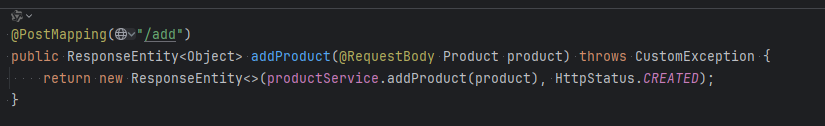 @PostMapping("/add")
public ResponseEntity<Object> addProduct(@RequestBody Product product) throws CustomException {
    return new ResponseEntity<>(productService.addProduct(product), HttpStatus.CREATED);
}